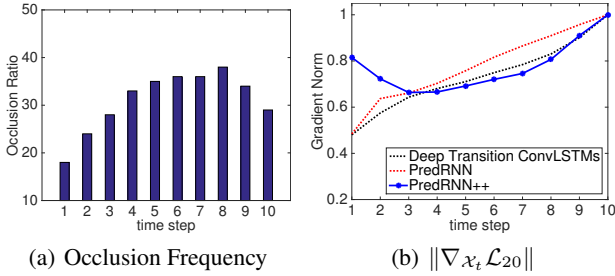 50
40
30
20
10
Occlusion Ratio
1 2 3 4 5 6 7 8 9 10
time step
(a) Occlusion Frequency
1
0.8
0.6
0.4
0.2
Gradient Norm
Deep Transition ConvLSTMs
PredRNN
PredRNN++
1 2 3 4 5 6 7 8 9 10
time step
(b) ‖∇𝒳ₜ ℒ₂₀‖